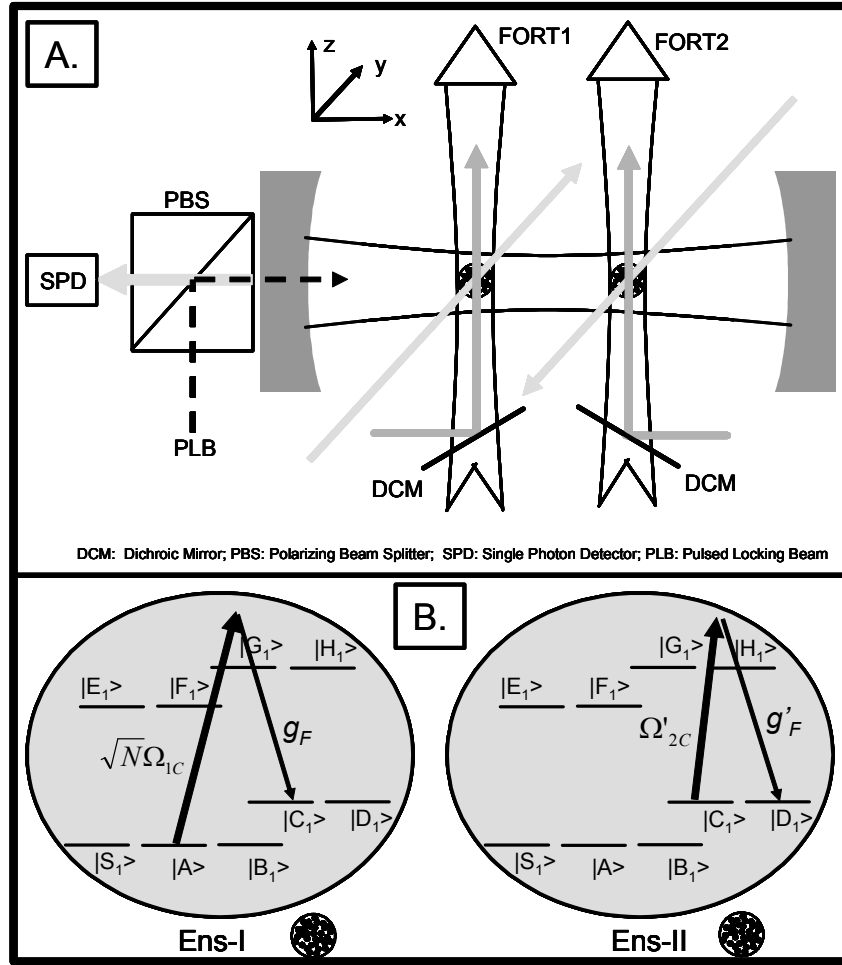 A.
z
y
x
FORT1
FORT2
PBS
SPD
PLB
DCM
DCM
DCM: Dichroic Mirror; PBS: Polarizing Beam Splitter; SPD: Single Photon Detector; PLB: Pulsed Locking Beam
B.
|G₁>
|H₁>
|E₁>
|F₁>
√NΩ₁C
g_F
|C₁>
|D₁>
|S₁>
|A>
|B₁>
Ens-I
|G₁>
|H₁>
|E₁>
|F₁>
Ω'₂C
g'_F
|C₁>
|D₁>
|S₁>
|A>
|B₁>
Ens-II